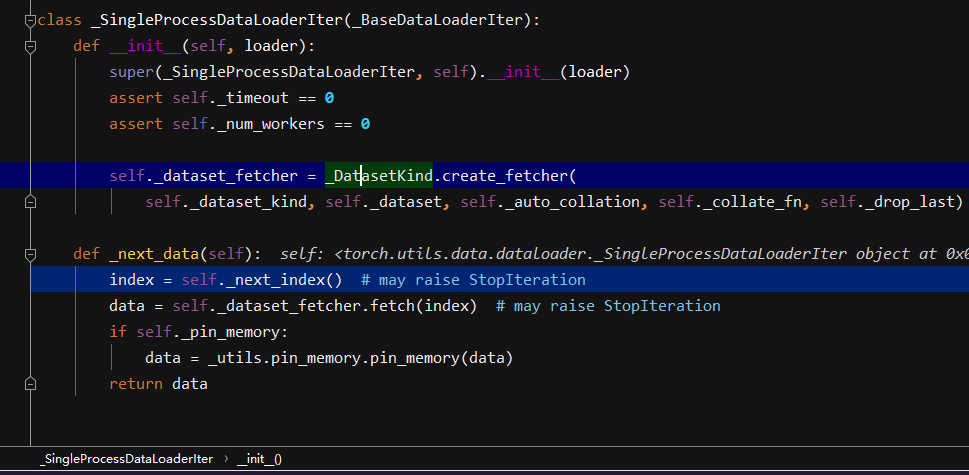 class _SingleProcessDataLoaderIter(_BaseDataLoaderIter):
def __init__(self, loader):
super(_SingleProcessDataLoaderIter, self).__init__(loader)
assert self._timeout == 0
assert self._num_workers == 0
self._dataset_fetcher = _DatasetKind.create_fetcher(
self._dataset_kind, self._dataset, self._auto_collation, self._collate_fn, self._drop_last)
def _next_data(self): self: <torch.utils.data.dataloader._SingleProcessDataLoaderIter object at
index = self._next_index() # may raise StopIteration
data = self._dataset_fetcher.fetch(index) # may raise StopIteration
if self._pin_memory:
data = _utils.pin_memory.pin_memory(data)
return data
_SingleProcessDataLoaderIter › __init__()